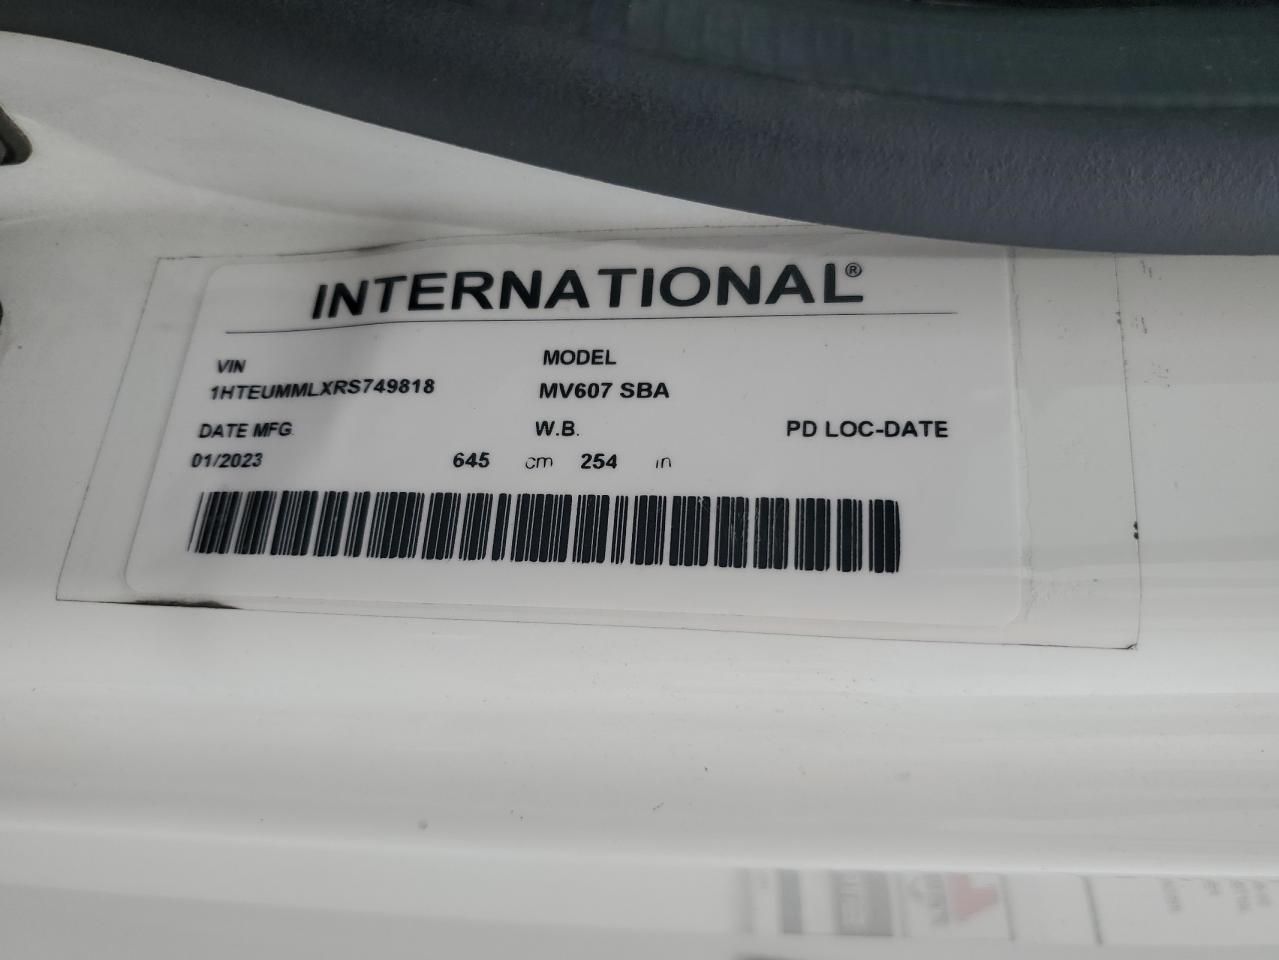 INTERNATIONAL®
VIN MODEL
1HTEUMMLXRS749818 MV607 SBA
DATE MFG. W.B. PD LOC-DATE
01/2023 645 cm 254 in